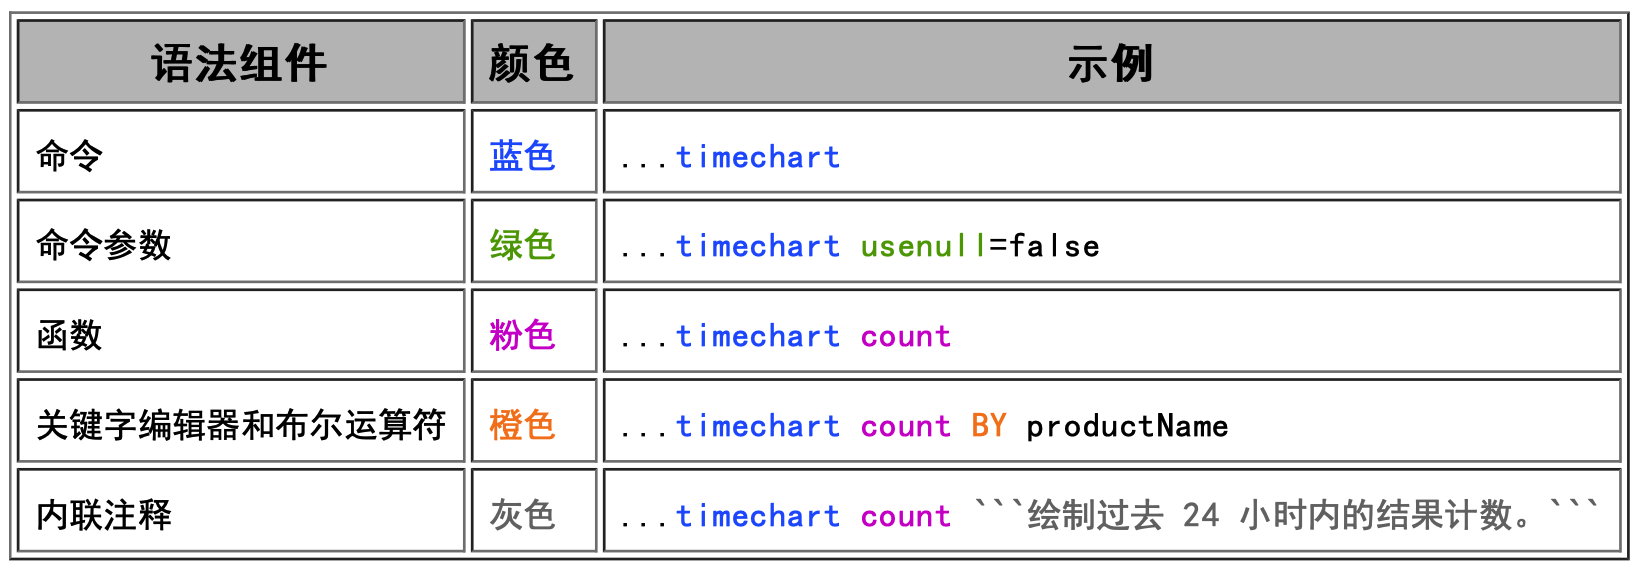 语法组件 颜色 示例
命令 蓝色 ...timechart
命令参数 绿色 ...timechart usenull=false
函数 粉色 ...timechart count
关键字编辑器和布尔运算符 橙色 ...timechart count BY productName
内联注释 灰色 ...timechart count ```绘制过去 24 小时内的结果计数。```